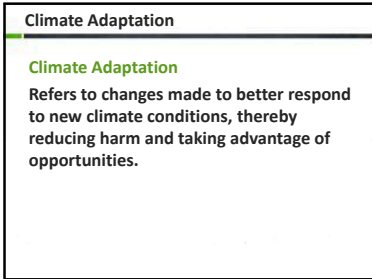 Climate Adaptation
Climate Adaptation
Refers to changes made to better respond
to new climate conditions, thereby
reducing harm and taking advantage of
opportunities.